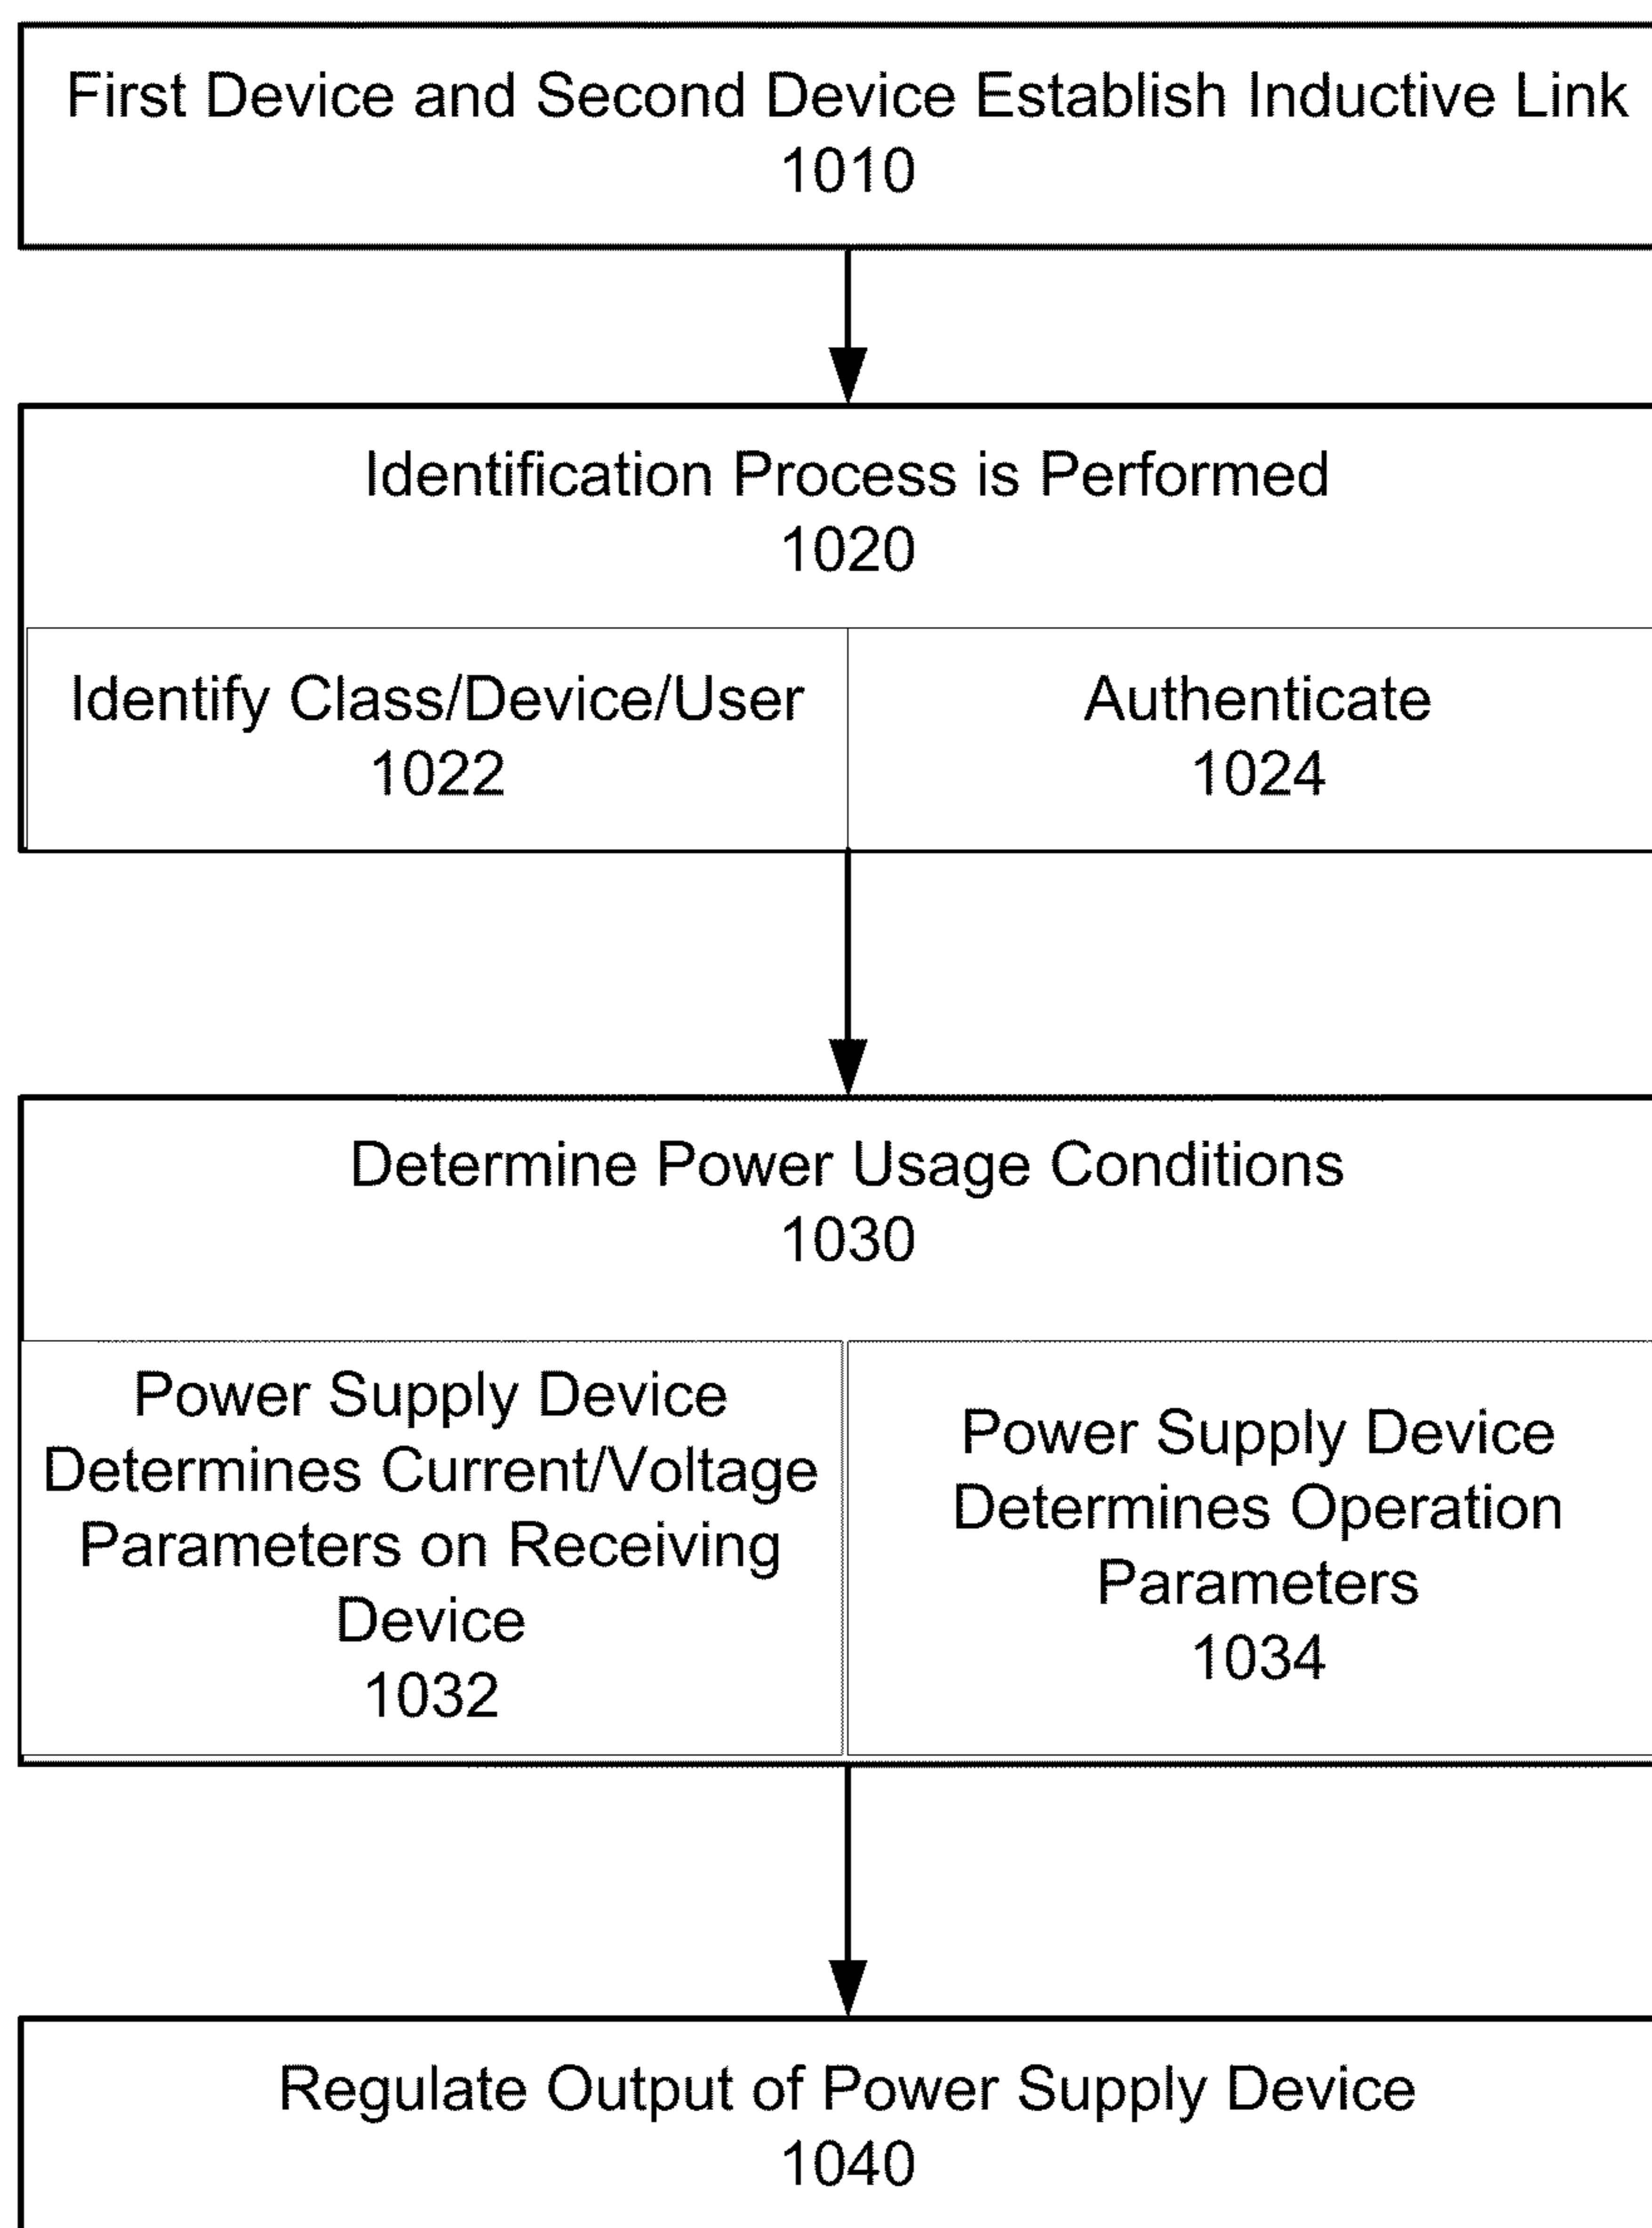 First Device and Second Device Establish Inductive Link
1010
Identification Process is Performed
1020
Identify Class/Device/User
1022
Authenticate
1024
Determine Power Usage Conditions
1030
Power Supply Device
Determines Current/Voltage
Parameters on Receiving
Device
1032
Power Supply Device
Determines Operation
Parameters
1034
Regulate Output of Power Supply Device
1040